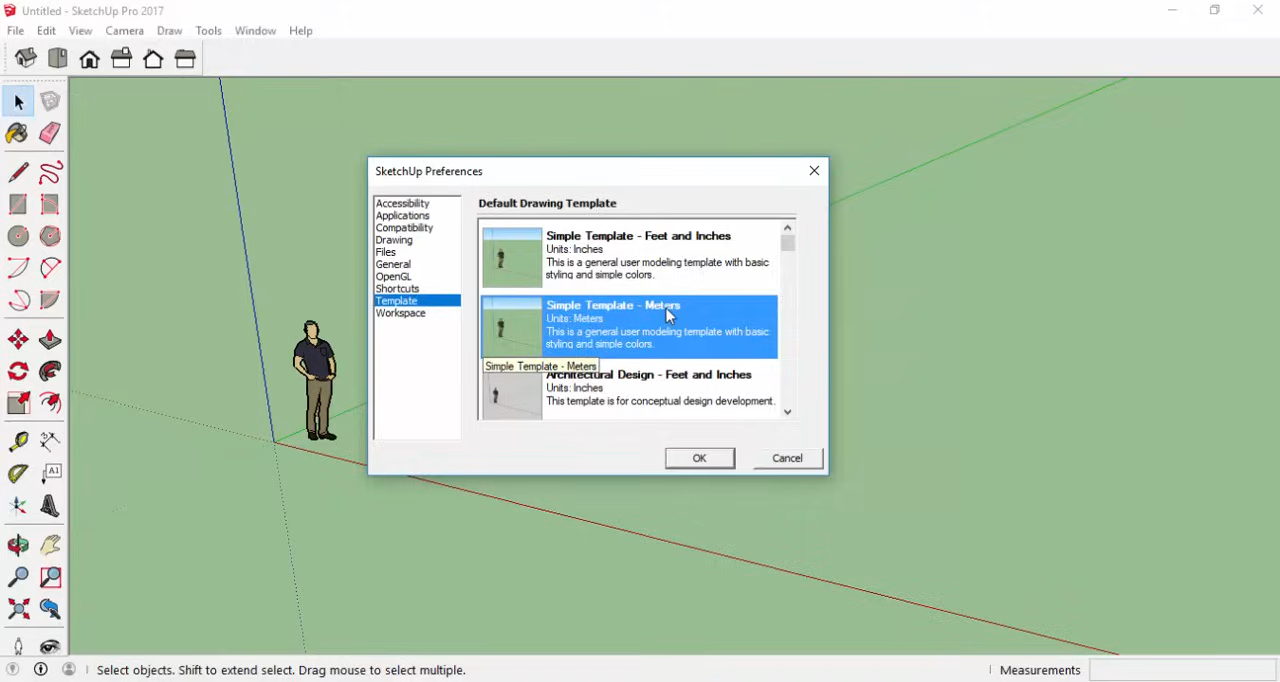 Untitled - SketchUp Pro 2017
File Edit View Camera Draw Tools Window Help
A1
SketchUp Preferences
Accessibility
Applications
Compatibility
Drawing
Files
General
OpenGL
Shortcuts
Template
Workspace
Default Drawing Template
Simple Template - Feet and Inches
Units: Inches
This is a general user modeling template with basic
styling and simple colors.
Simple Template - Meters
Units: Meters
This is a general user modeling template with basic
styling and simple colors.
Simple Template - Meters
Architectural Design - Feet and Inches
Units: Inches
This template is for conceptual design development.
OK Cancel
Select objects. Shift to extend select. Drag mouse to select multiple.
Measurements